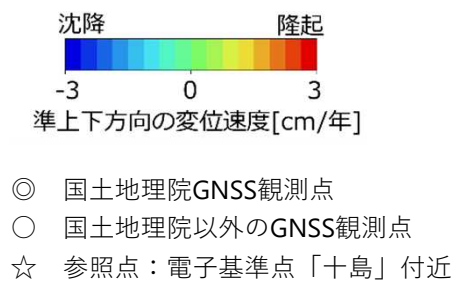 沈降 隆起
-3 0 3
準上下方向の変位速度[cm/年]
◎ 国土地理院GNSS観測点
○ 国土地理院以外のGNSS観測点
☆ 参照点：電子基準点「十島」付近